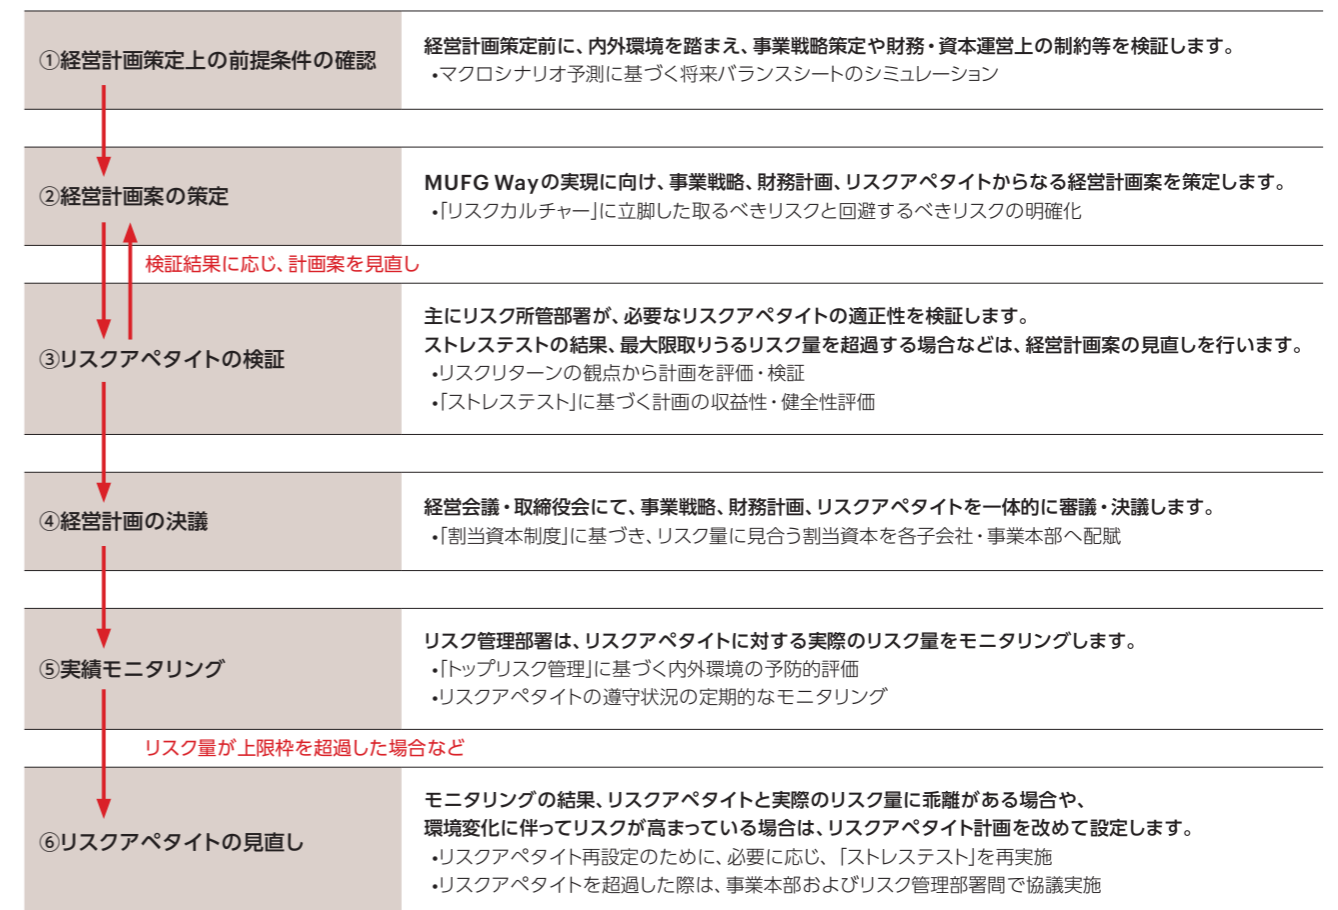 ①経営計画策定上の前提条件の確認
経営計画策定前に、内外環境を踏まえ、事業戦略策定や財務・資本運営上の制約等を検証します。
•マクロシナリオ予測に基づく将来バランスシートのシミュレーション
②経営計画案の策定
MUFG Wayの実現に向け、事業戦略、財務計画、リスクアペタイトからなる経営計画案を策定します。
•「リスクカルチャー」に立脚した取るべきリスクと回避するべきリスクの明確化
検証結果に応じ、計画案を見直し
③リスクアペタイトの検証
主にリスク所管部署が、必要なリスクアペタイトの適正性を検証します。
ストレステストの結果、最大限取りうるリスク量を超過する場合などは、経営計画案の見直しを行います。
•リスクリターンの観点から計画を評価・検証
•「ストレステスト」に基づく計画の収益性・健全性評価
④経営計画の決議
経営会議・取締役会にて、事業戦略、財務計画、リスクアペタイトを一体的に審議・決議します。
•「割当資本制度」に基づき、リスク量に見合う割当資本を各子会社・事業本部へ配賦
⑤実績モニタリング
リスク管理部署は、リスクアペタイトに対する実際のリスク量をモニタリングします。
•「トップリスク管理」に基づく内外環境の予防的評価
•リスクアペタイトの遵守状況の定期的なモニタリング
リスク量が上限枠を超過した場合など
⑥リスクアペタイトの見直し
モニタリングの結果、リスクアペタイトと実際のリスク量に乖離がある場合や、
環境変化に伴ってリスクが高まっている場合は、リスクアペタイト計画を改めて設定します。
•リスクアペタイト再設定のために、必要に応じ、「ストレステスト」を再実施
•リスクアペタイトを超過した際は、事業本部およびリスク管理部署間で協議実施